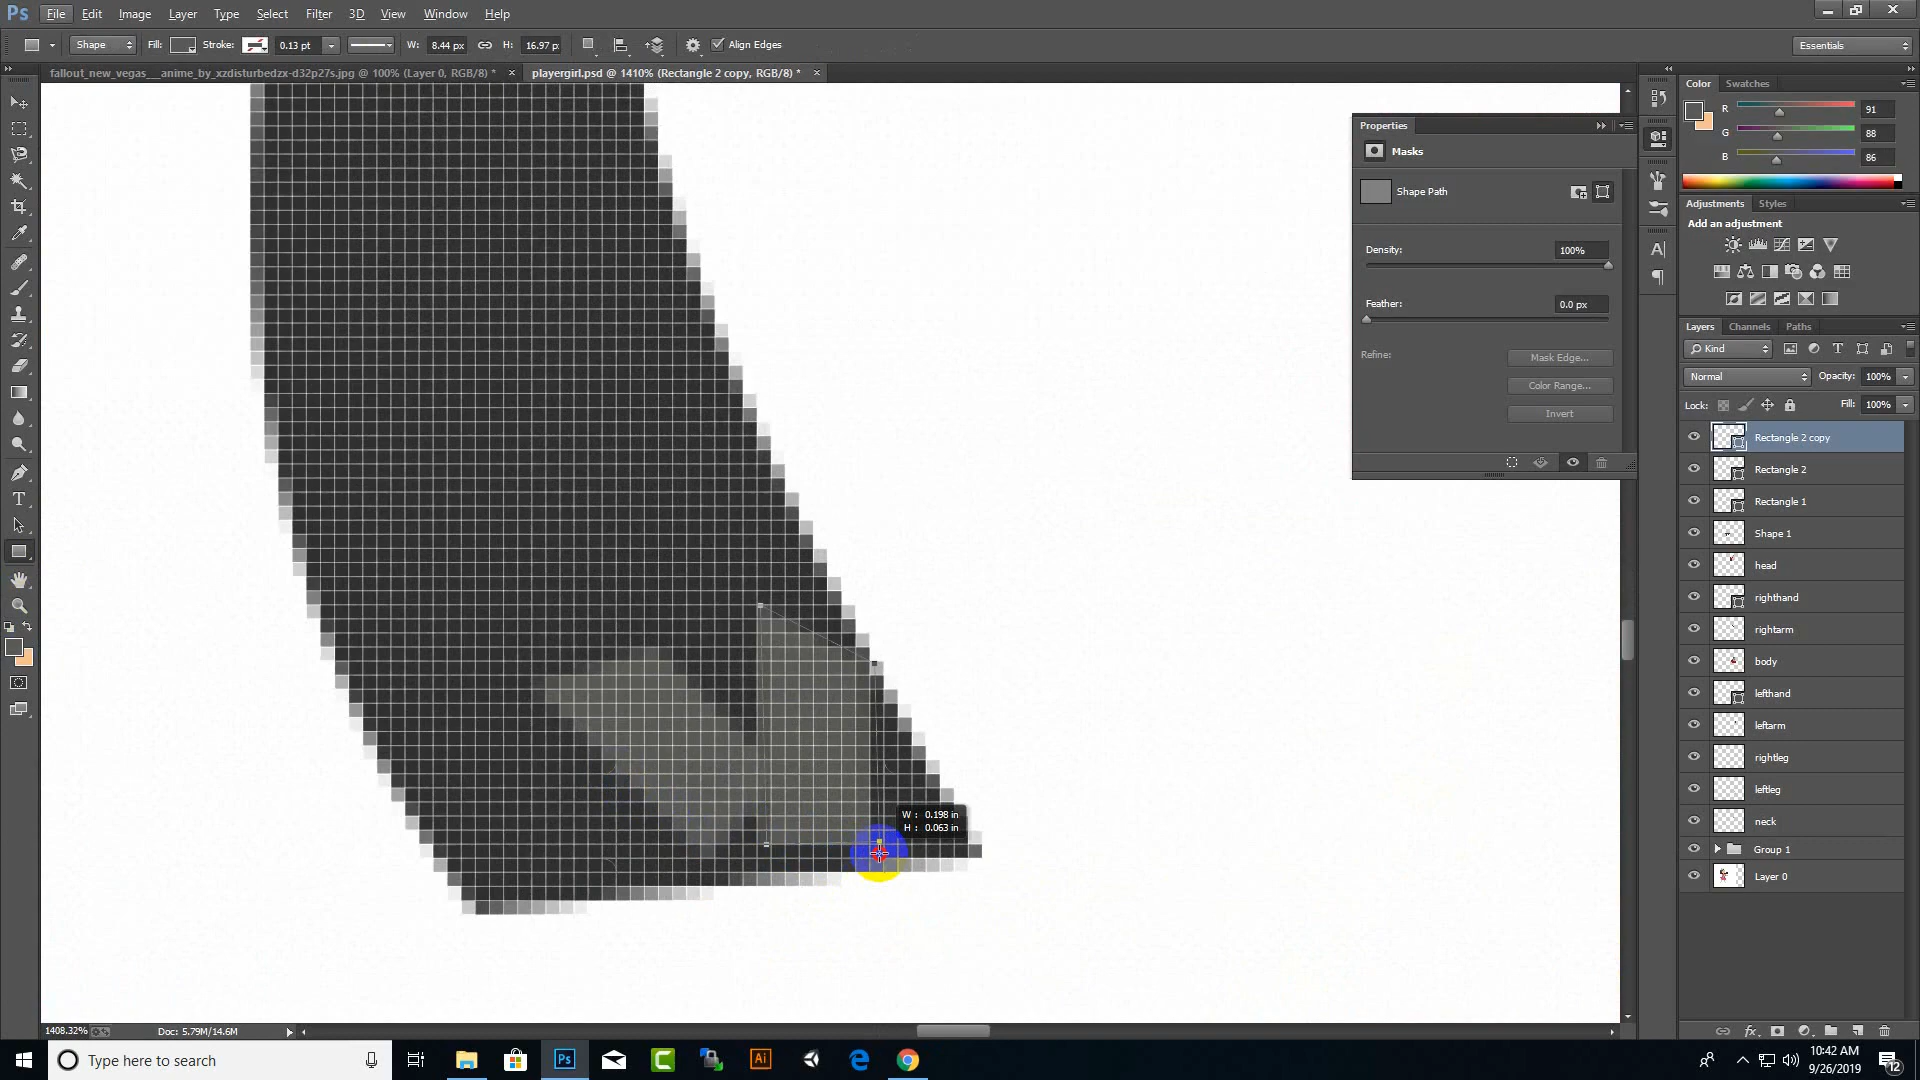 Ps File Edit Image Layer Type Select Filter 3D View Window Help
Shape Fill: Stroke: 0.13 pt W: 8.44 px H: 16.97 px Align Edges Essentials
fallout_new_vegas___anime_by_xzdisturbedzx-d32p27s.jpg @ 100% (Layer 0, RGB/8) * playergirl.psd @ 1410% (Rectangle 2 copy, RGB/8) *
Properties
Masks
Shape Path
Density: 100%
Feather: 0.0 px
Refine: Mask Edge...
Color Range...
Invert
Color Swatches
R 91
G 88
B 86
Adjustments Styles
Add an adjustment
Layers Channels Paths
Kind
Normal Opacity: 100%
Lock: Fill: 100%
Rectangle 2 copy
Rectangle 2
Rectangle 1
Shape 1
head
righthand
rightarm
body
lefthand
leftarm
rightleg
leftleg
neck
Group 1
Layer 0
W : 0.198 in
H : 0.063 in
1408.32% Doc: 5.79M/14.6M
Type here to search
Ps
Ai
10:42 AM
9/26/2019
12